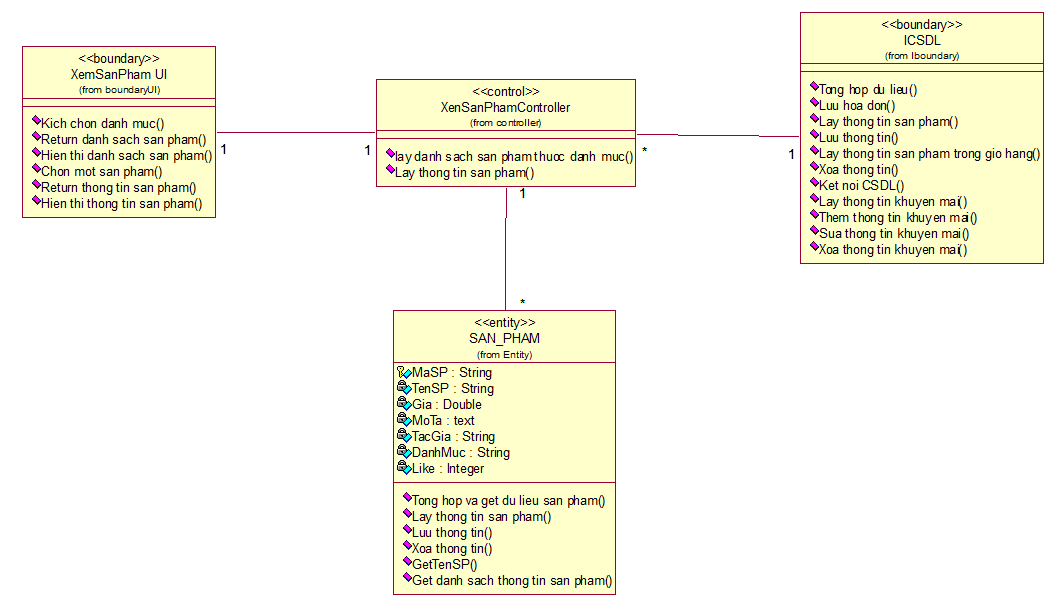 <<boundary>>
XemSanPham UI
(from boundaryUI)
Kich chon danh muc()
Return danh sach san pham()
Hien thi danh sach san pham()
Chon mot san pham()
Return thong tin san pham()
Hien thi thong tin san pham()
1
1
<<control>>
XenSanPhamController
(from controller)
lay danh sach san pham thuoc danh muc()
Lay thong tin san pham()
*
1
1
*
<<boundary>>
ICSDL
(from Iboundary)
Tong hop du lieu()
Luu hoa don()
Lay thong tin san pham()
Luu thong tin()
Lay thong tin san pham trong gio hang()
Xoa thong tin()
Ket noi CSDL()
Lay thong tin khuyen mai()
Them thong tin khuyen mai()
Sua thong tin khuyen mai()
Xoa thong tin khuyen mai()
<<entity>>
SAN_PHAM
(from Entity)
MaSP : String
TenSP : String
Gia : Double
MoTa : text
TacGia : String
DanhMuc : String
Like : Integer
Tong hop va get du lieu san pham()
Lay thong tin san pham()
Luu thong tin()
Xoa thong tin()
GetTenSP()
Get danh sach thong tin san pham()